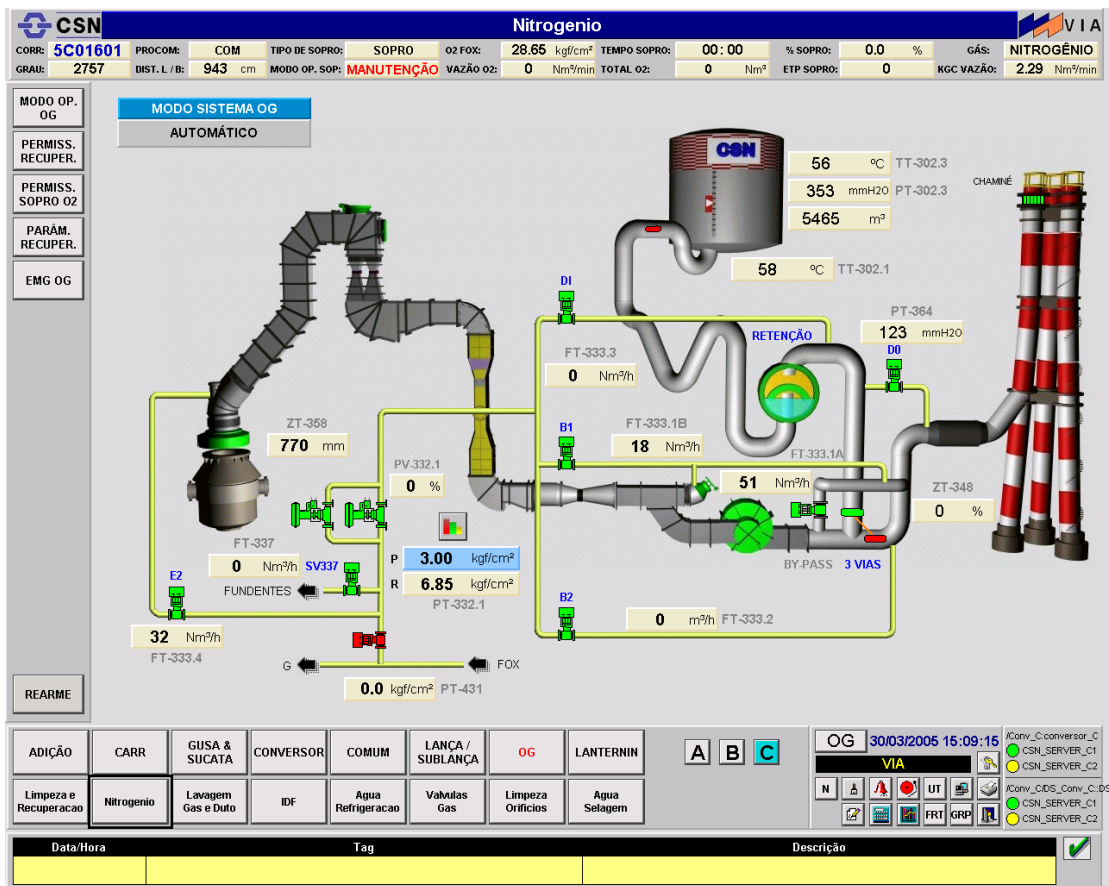 CSN
Nitrogenio
VIA
CORR: 5C01601 PROCOM: COM TIPO DE SOPRO: SOPRO O2 FOX: 28.65 kgf/cm² TEMPO SOPRO: 00:00 % SOPRO: 0.0 % GÁS: NITROGÊNIO
GRAU: 2757 DIST. L / B: 943 cm MODO OP. SOP: MANUTENÇÃO VAZÃO O2: 0 Nm³/min TOTAL O2: 0 Nm³ ETP SOPRO: 0 KGC VAZÃO: 2.29 Nm³/min
MODO OP.
OG
PERMISS.
RECUPER.
PERMISS.
SOPRO O2
PARÂM.
RECUPER.
EMG OG
REARME
MODO SISTEMA OG
AUTOMÁTICO
CSN
56 ºC TT-302.3
353 mmH2O PT-302.3
5465 m³
CHAMINÉ
58 ºC TT-302.1
DI
PT-364
123 mmH2O
RETENÇÃO
D0
FT-333.3
0 Nm³/h
ZT-358
770 mm
B1
FT-333.1B
18 Nm³/h
PV-332.1
0 %
FT-333.1A
51 Nm³/h
ZT-348
0 %
FT-337
0 Nm³/h SV337
P 3.00 kgf/cm²
R 6.85 kgf/cm²
PT-332.1
BY-PASS 3 VIAS
E2
FUNDENTES
B2
0 m³/h FT-333.2
32 Nm³/h
FT-333.4
G
FOX
0.0 kgf/cm² PT-431
ADIÇÃO
CARR
GUSA &
SUCATA
CONVERSOR
COMUM
LANÇA /
SUBLANÇA
OG
LANTERNIN
A B C
Limpeza e
Recuperacao
Nitrogenio
Lavagem
Gas e Duto
IDF
Agua
Refrigeracao
Valvulas
Gas
Limpeza
Orificios
Agua
Selagem
OG 30/03/2005 15:09:15
VIA
N UT
FRT GRP
/Conv_C:conversor_C
CSN_SERVER_C1
CSN_SERVER_C2
/Conv_C/DS_Conv_C::DS
CSN_SERVER_C1
CSN_SERVER_C2
Data/Hora Tag Descrição